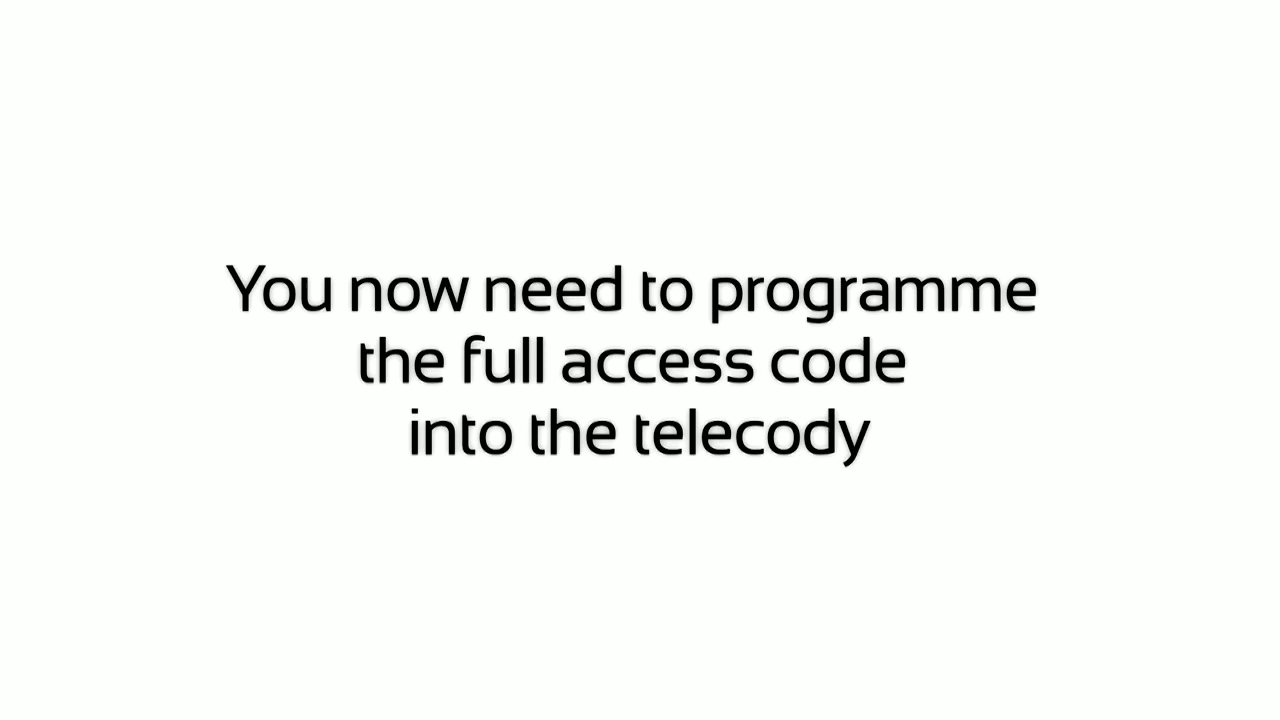 You now need to programme
the full access code
into the telecody